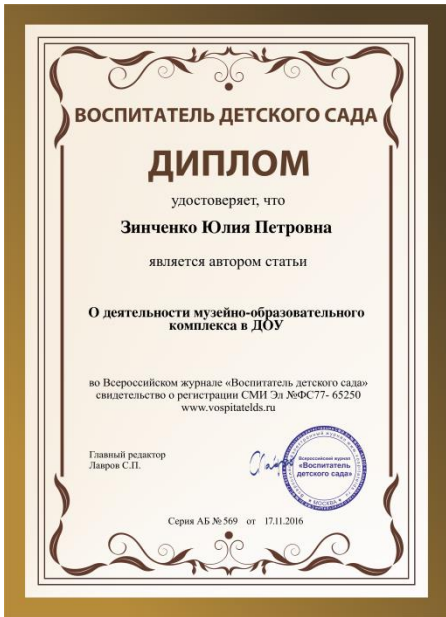 ВОСПИТАТЕЛЬ ДЕТСКОГО САДА
ДИПЛОМ
удостоверяет, что
Зинченко Юлия Петровна
является автором статьи
О деятельности музейно-образовательного
комплекса в ДОУ
во Всероссийском журнале «Воспитатель детского сада»
свидетельство о регистрации СМИ Эл №ФС77- 65250
www.vospitatelds.ru
Главный редактор
Лавров С.П.
Всероссийский журнал
«Воспитатель
детского сада»
МОСКВА
Серия АБ № 569 от 17.11.2016